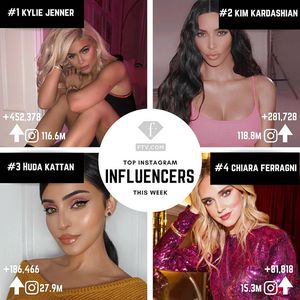 #1 KYLIE JENNER
#2 KIM KARDASHIAN
+452,378
116.6M
+281,728
118.8M
f
FTV.COM
TOP INSTAGRAM
INFLUENCERS
THIS WEEK
#3 HUDA KATTAN
#4 CHIARA FERRAGNI
+186,466
27.9M
+81,818
15.3M